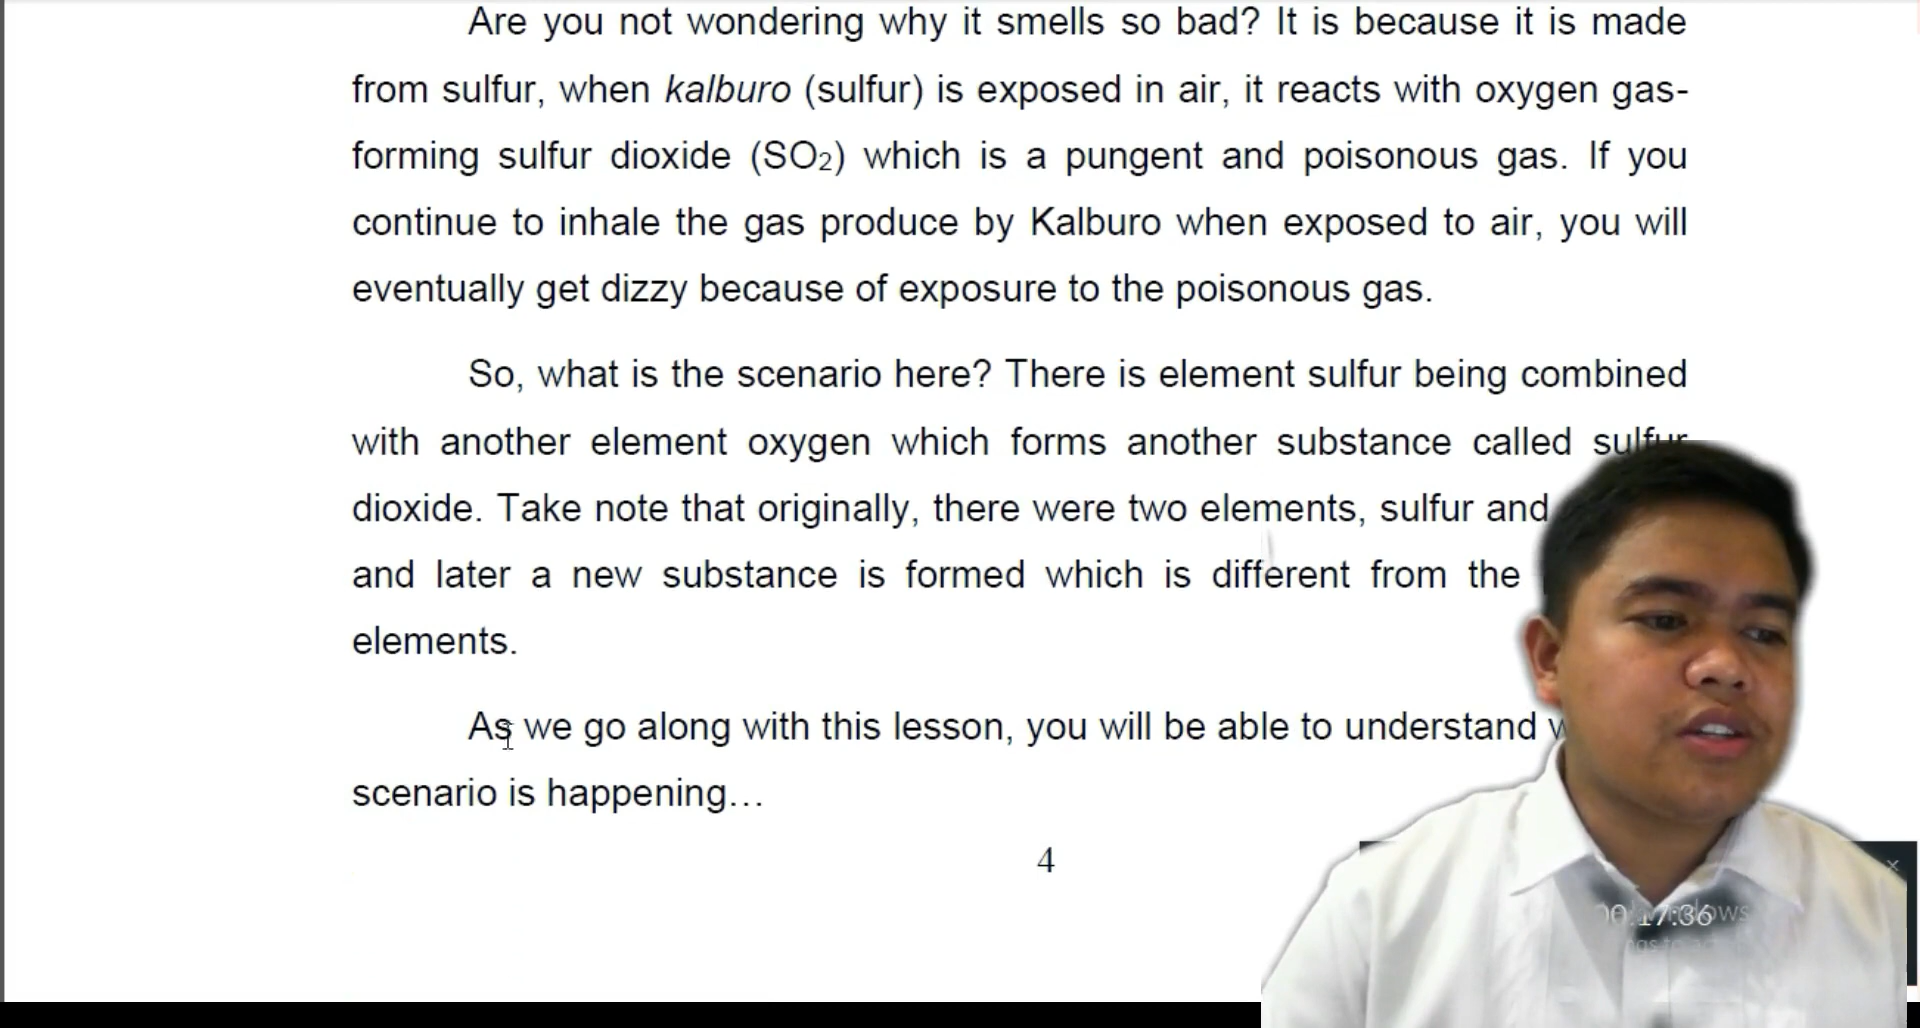 Are you not wondering why it smells so bad? It is because it is made
from sulfur, when kalburo (sulfur) is exposed in air, it reacts with oxygen gas-
forming sulfur dioxide (SO₂) which is a pungent and poisonous gas. If you
continue to inhale the gas produce by Kalburo when exposed to air, you will
eventually get dizzy because of exposure to the poisonous gas.
So, what is the scenario here? There is element sulfur being combined
with another element oxygen which forms another substance called sulfur
dioxide. Take note that originally, there were two elements, sulfur and
and later a new substance is formed which is different from the
elements.
As we go along with this lesson, you will be able to understand
scenario is happening…
4